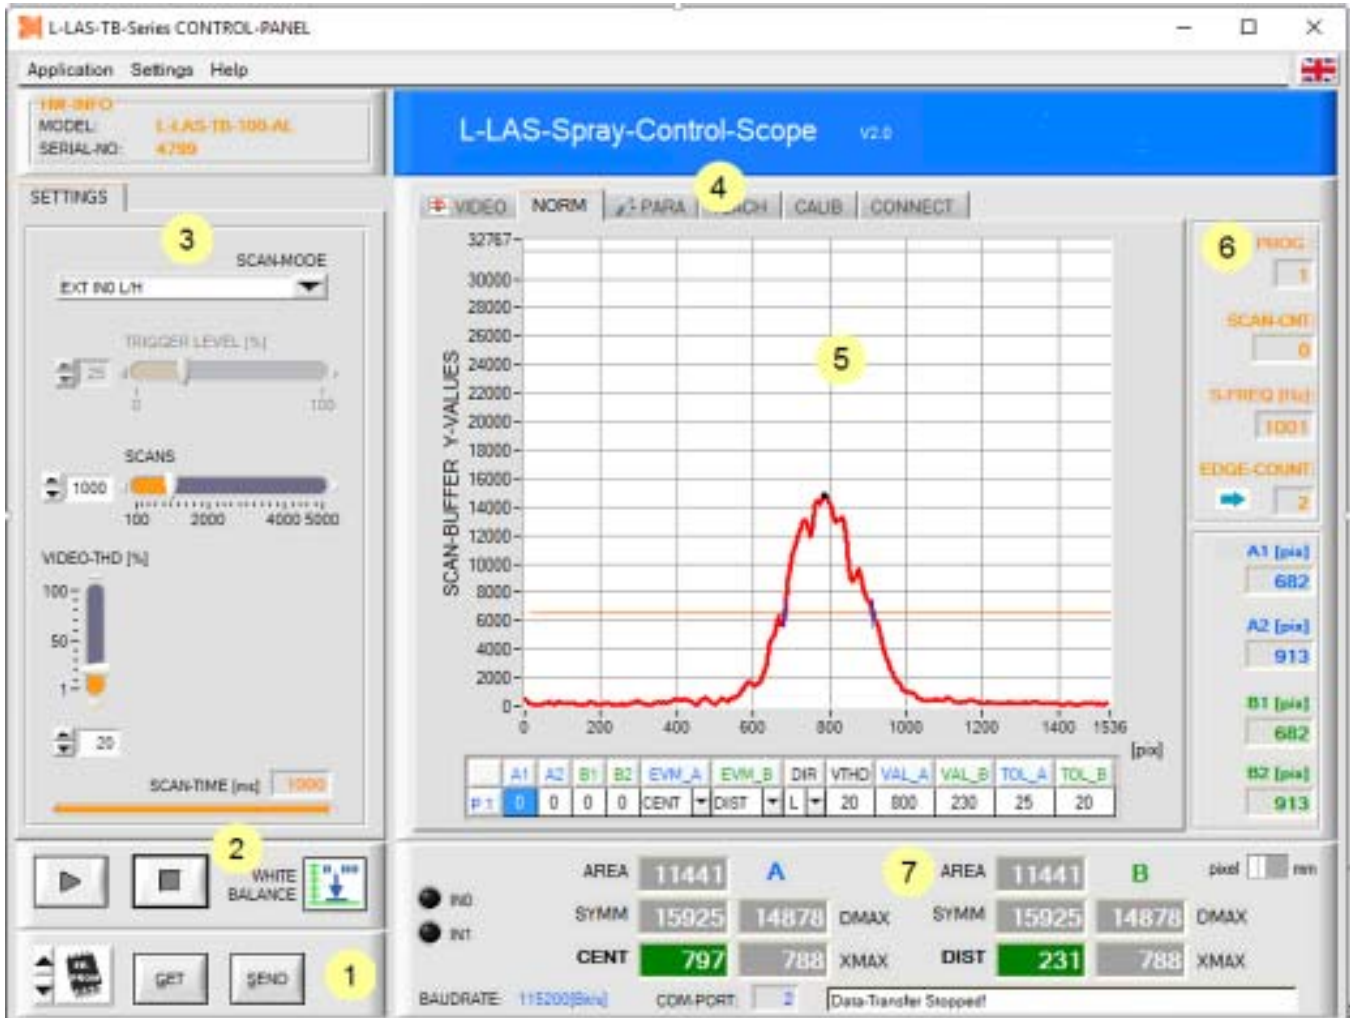 L-LAS-TB-Series CONTROL-PANEL
Application Settings Help
HW-INFO
MODEL: L-LAS-TB-100-AL
SERIAL-NO: 4799
L-LAS-Spray-Control-Scope V2.0
SETTINGS
3
SCAN-MODE
EXT IN0 L/H
TRIGGER LEVEL [%]
25
0 100
SCANS
1000
100 2000 4000 5000
VIDEO-THD [%]
100
50
1
20
SCAN-TIME [ms] 1000
4
VIDEO NORM PARA CALIB CONNECT
SCAN-BUFFER Y-VALUES
32767
30000
28000
26000
24000
22000
20000
18000
16000
14000
12000
10000
8000
6000
4000
2000
0
5
0 200 400 600 800 1000 1200 1400 1536
[pix]
A1 A2 B1 B2 EVM_A EVM_B DIR VTHD VAL_A VAL_B TOL_A TOL_B
P 1 0 0 0 0 CENT DIST L 20 800 230 25 20
6
PROG.:
1
SCAN-CNT:
0
S-FREQ [Hz]
1001
EDGE-COUNT:
2
A1 [pix]
682
A2 [pix]
913
B1 [pix]
682
B2 [pix]
913
2
WHITE
BALANCE
GET SEND 1
IN0
IN1
AREA 11441 A
SYMM 15925 14878 DMAX
CENT 797 788 XMAX
7
AREA 11441 B
SYMM 15925 14878 DMAX
DIST 231 788 XMAX
pixel mm
BAUDRATE: 115200[Bit/s] COM-PORT: 2 Data-Transfer Stopped!